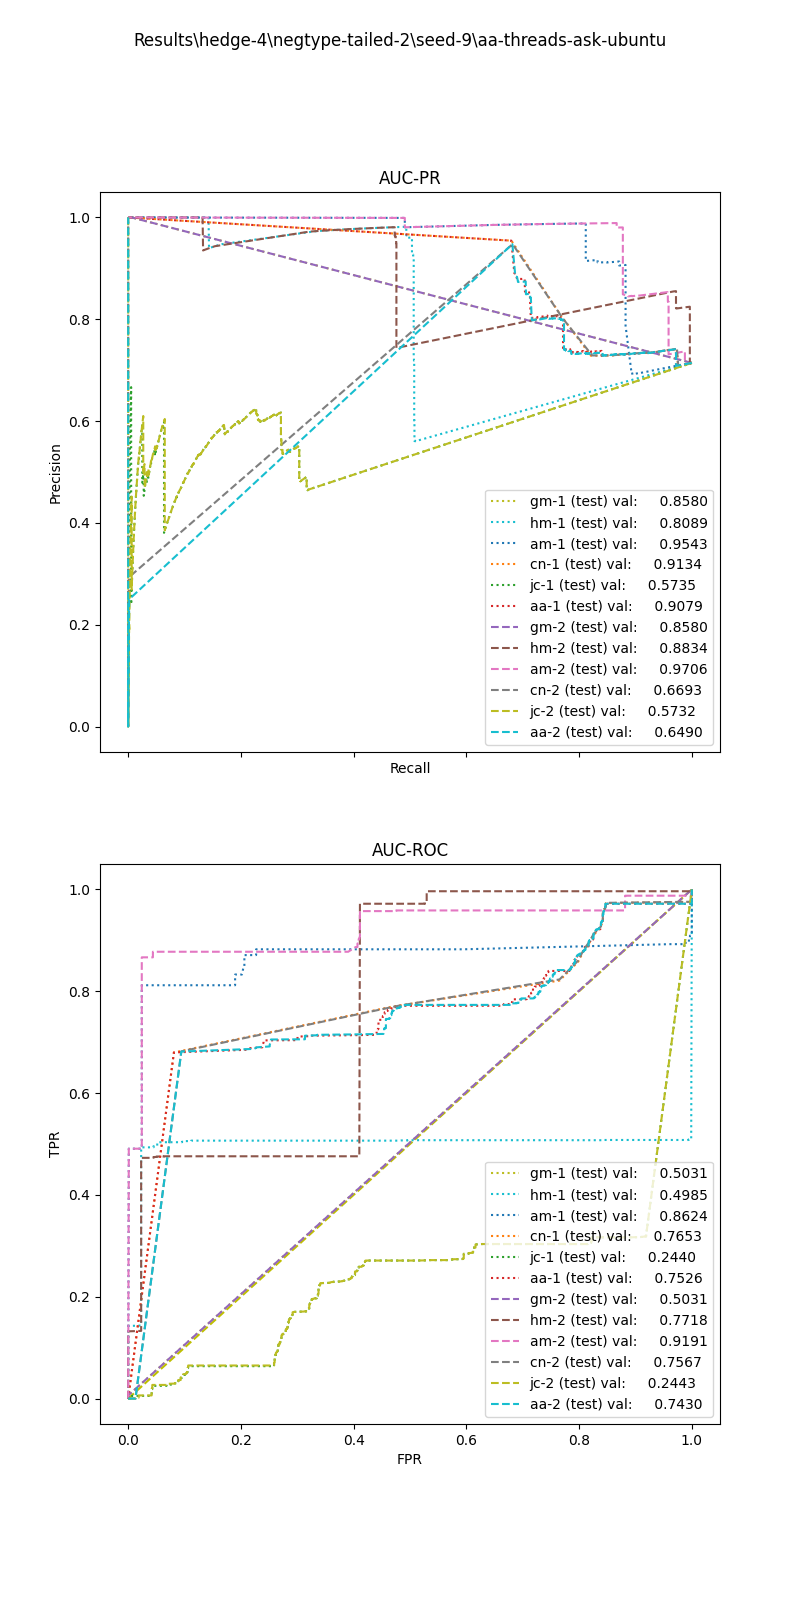 Results\hedge-4\negtype-tailed-2\seed-9\aa-threads-ask-ubuntu
AUC-PR
1.0
0.8
0.6
0.4
0.2
0.0
Precision
Recall
gm-1 (test) val: 0.8580
hm-1 (test) val: 0.8089
am-1 (test) val: 0.9543
cn-1 (test) val: 0.9134
jc-1 (test) val: 0.5735
aa-1 (test) val: 0.9079
gm-2 (test) val: 0.8580
hm-2 (test) val: 0.8834
am-2 (test) val: 0.9706
cn-2 (test) val: 0.6693
jc-2 (test) val: 0.5732
aa-2 (test) val: 0.6490
AUC-ROC
1.0
0.8
0.6
0.4
0.2
0.0
TPR
0.0 0.2 0.4 0.6 0.8 1.0
FPR
gm-1 (test) val: 0.5031
hm-1 (test) val: 0.4985
am-1 (test) val: 0.8624
cn-1 (test) val: 0.7653
jc-1 (test) val: 0.2440
aa-1 (test) val: 0.7526
gm-2 (test) val: 0.5031
hm-2 (test) val: 0.7718
am-2 (test) val: 0.9191
cn-2 (test) val: 0.7567
jc-2 (test) val: 0.2443
aa-2 (test) val: 0.7430